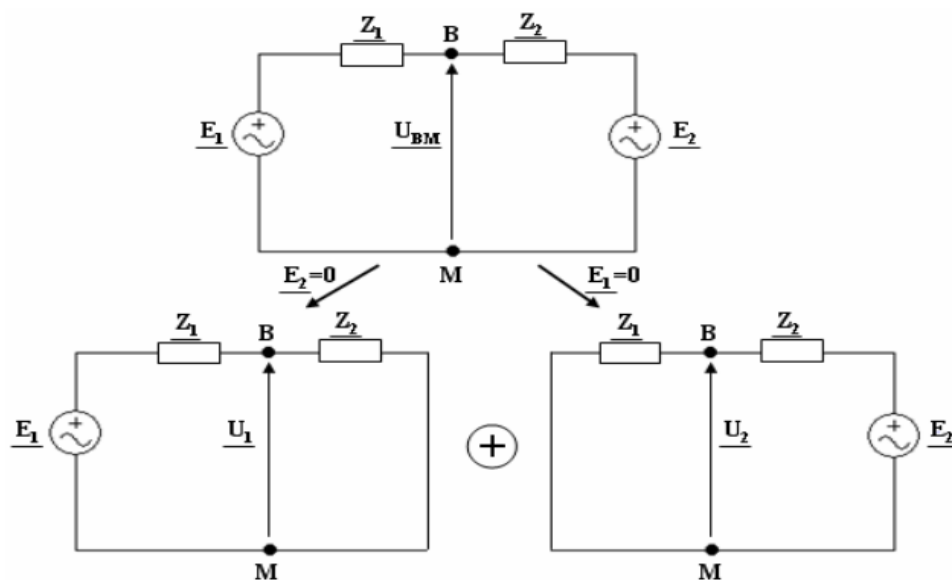 Z1 B Z2
E1 UBM E2
M
E2=0 E1=0
Z1 B Z2 Z1 B Z2
E1 U1 + U2 E2
M M